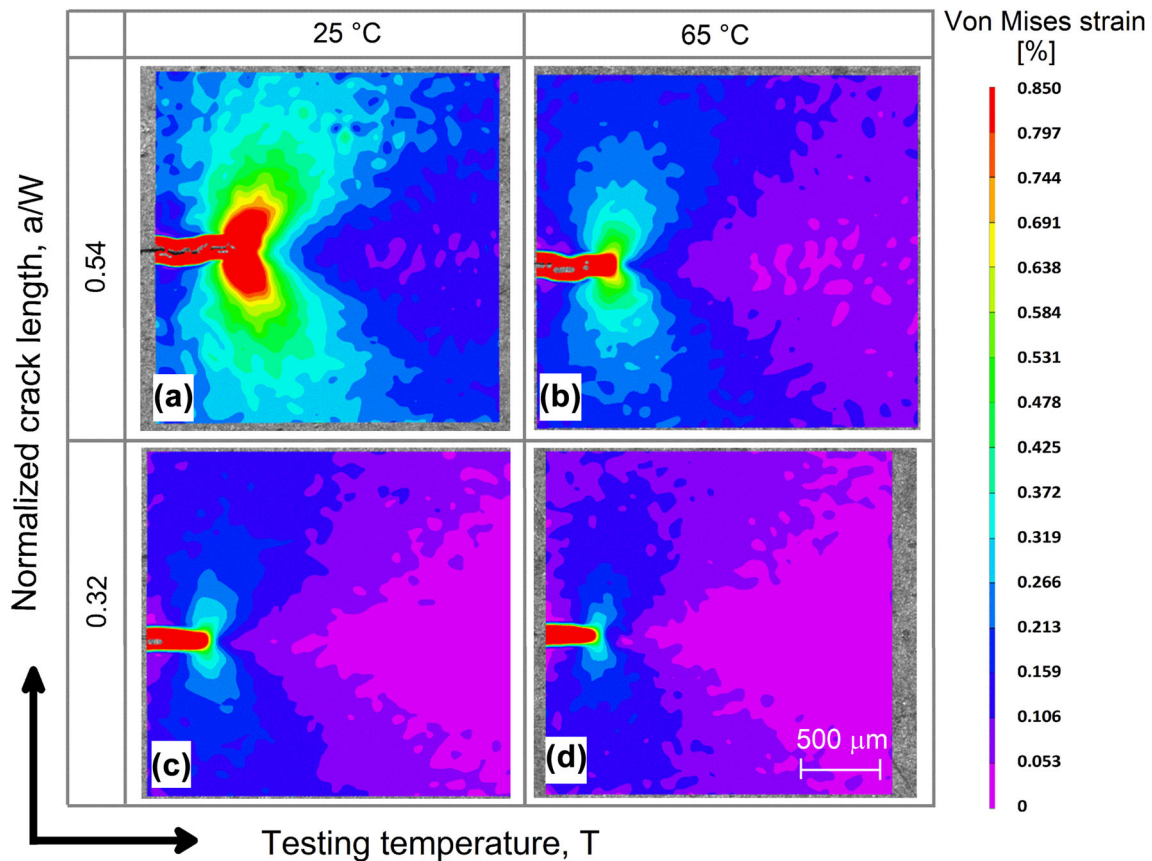 25 °C
65 °C
Von Mises strain
[%]
Normalized crack length, a/W
0.54
0.32
(a)
(b)
(c)
(d)
500 μm
0.850
0.797
0.744
0.691
0.638
0.584
0.531
0.478
0.425
0.372
0.319
0.266
0.213
0.159
0.106
0.053
0
Testing temperature, T